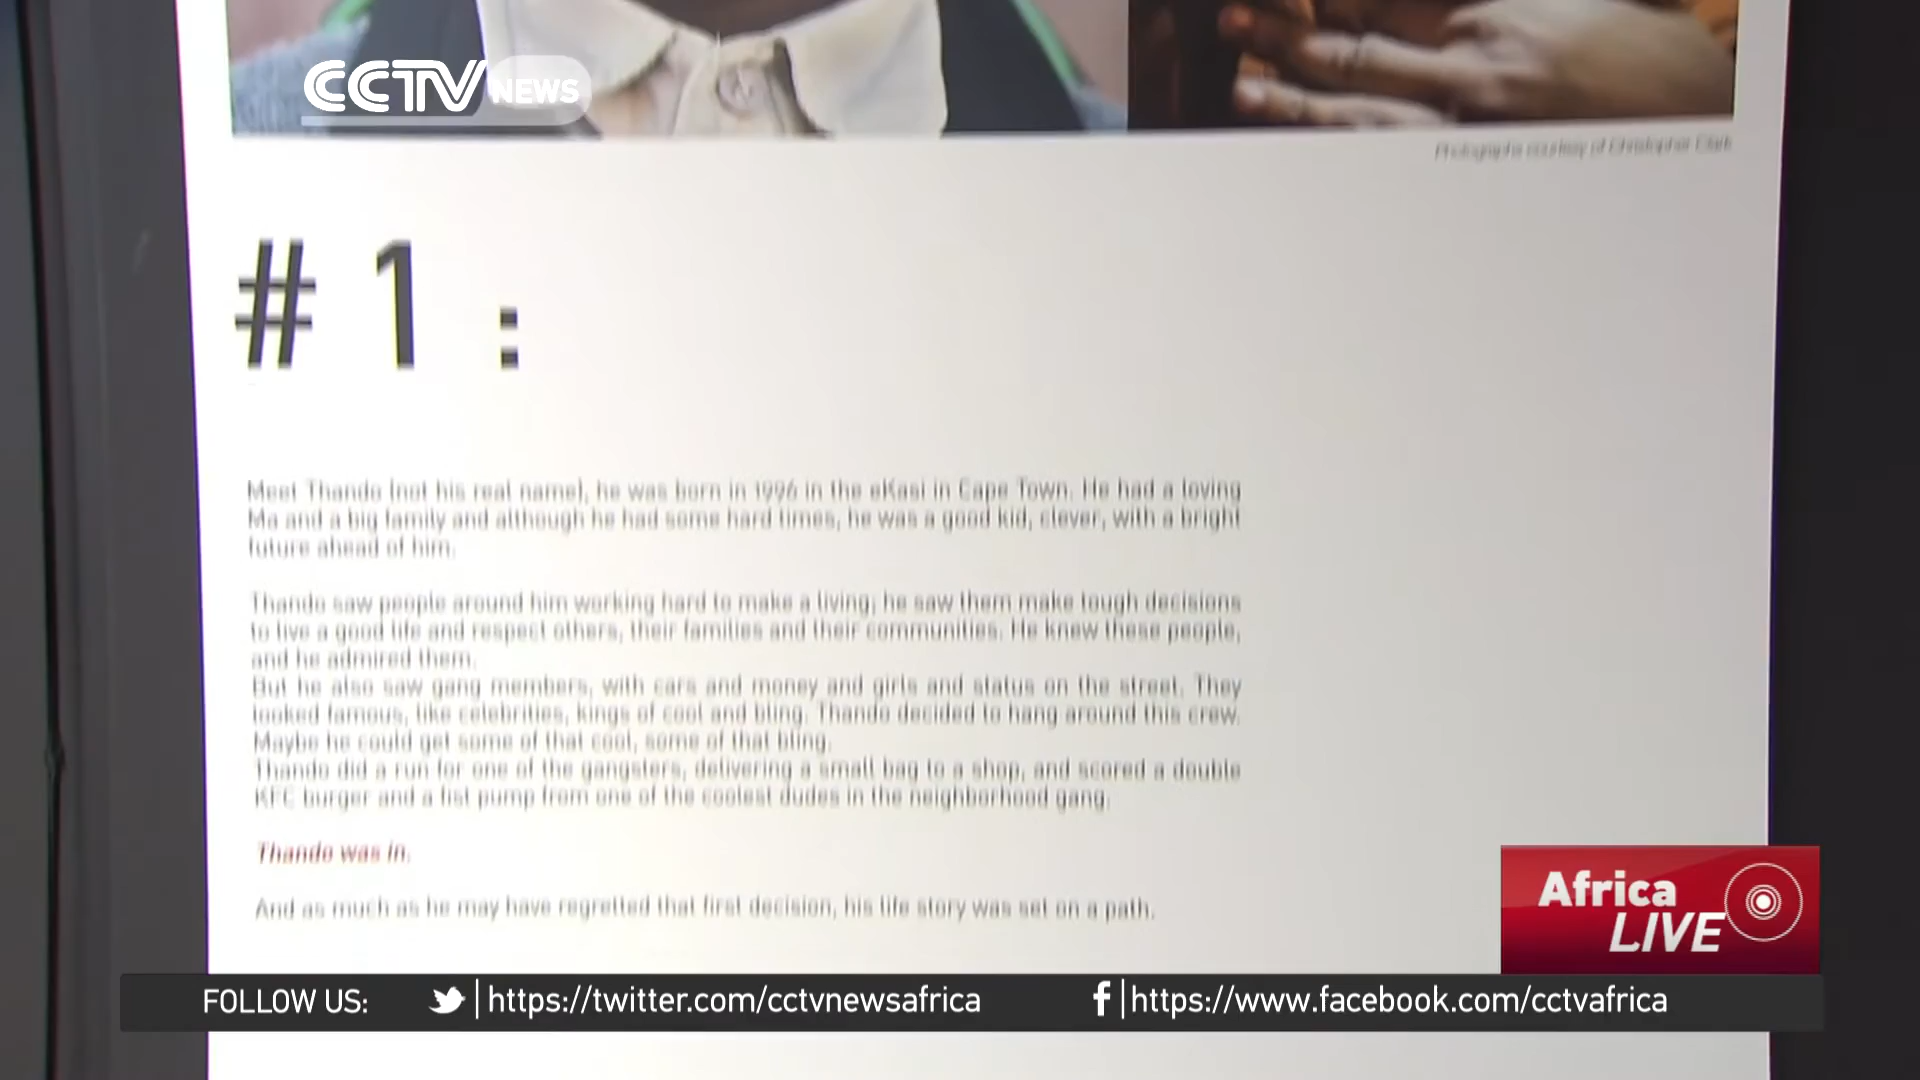 CCTV NEWS
Photographs courtesy of Christopher Clark
# 1 :
Meet Thando (not his real name), he was born in 1996 in the eKasi in Cape Town. He had a loving
Ma and a big family and although he had some hard times, he was a good kid, clever, with a bright
future ahead of him.
Thando saw people around him working hard to make a living; he saw them make tough decisions
to live a good life and respect others, their families and their communities. He knew these people,
and he admired them.
But he also saw gang members, with cars and money and girls and status on the street. They
looked famous, like celebrities, kings of cool and bling. Thando decided to hang around this crew.
Maybe he could get some of that cool, some of that bling.
Thando did a run for one of the gangsters, delivering a small bag to a shop, and scored a double
KFC burger and a fist pump from one of the coolest dudes in the neighborhood gang.
Thando was in.
And as much as he may have regretted that first decision, his life story was set on a path.
Africa
LIVE
FOLLOW US: https://twitter.com/cctvnewsafrica https://www.facebook.com/cctvafrica